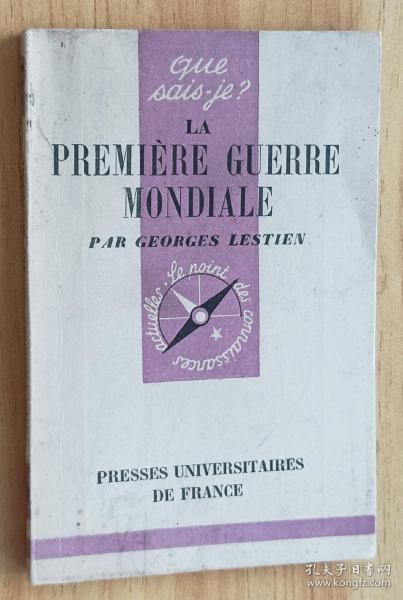 que
sais-je?
LA
PREMIÈRE GUERRE
MONDIALE
PAR GEORGES LESTIEN
le point des connaissances actuelles
PRESSES UNIVERSITAIRES
DE FRANCE
孔夫子旧书网
www.kongfz.com